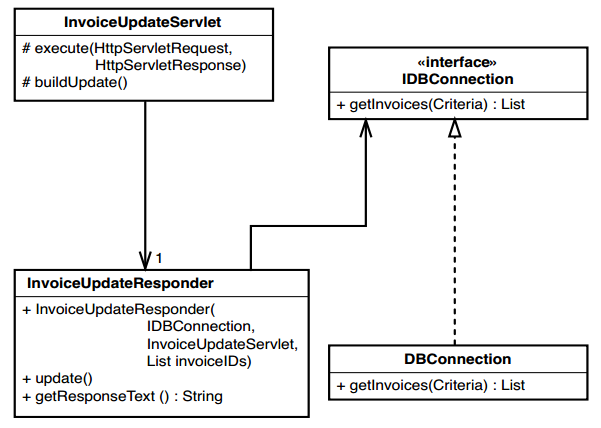 InvoiceUpdateServlet
# execute(HttpServletRequest,
HttpServletResponse)
# buildUpdate()
«interface»
IDBConnection
+ getInvoices(Criteria) : List
1
InvoiceUpdateResponder
+ InvoiceUpdateResponder(
IDBConnection,
InvoiceUpdateServlet,
List invoiceIDs)
+ update()
+ getResponseText () : String
DBConnection
+ getInvoices(Criteria) : List